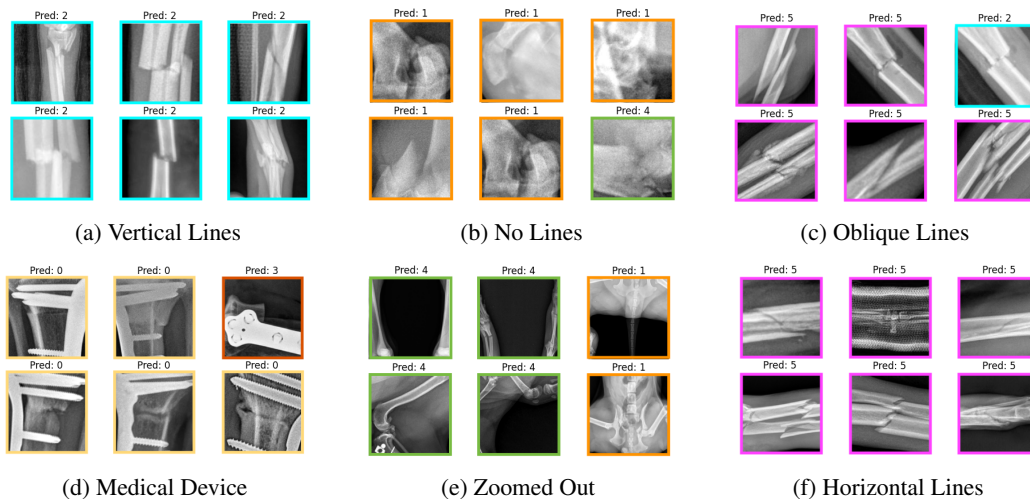 Pred: 2 Pred: 2 Pred: 2
Pred: 2 Pred: 2 Pred: 2
(a) Vertical Lines
Pred: 1 Pred: 1 Pred: 1
Pred: 1 Pred: 1 Pred: 4
(b) No Lines
Pred: 5 Pred: 5 Pred: 2
Pred: 5 Pred: 5 Pred: 5
(c) Oblique Lines
Pred: 0 Pred: 0 Pred: 3
Pred: 0 Pred: 0 Pred: 0
(d) Medical Device
Pred: 4 Pred: 4 Pred: 1
Pred: 4 Pred: 4 Pred: 1
(e) Zoomed Out
Pred: 5 Pred: 5 Pred: 5
Pred: 5 Pred: 5 Pred: 5
(f) Horizontal Lines